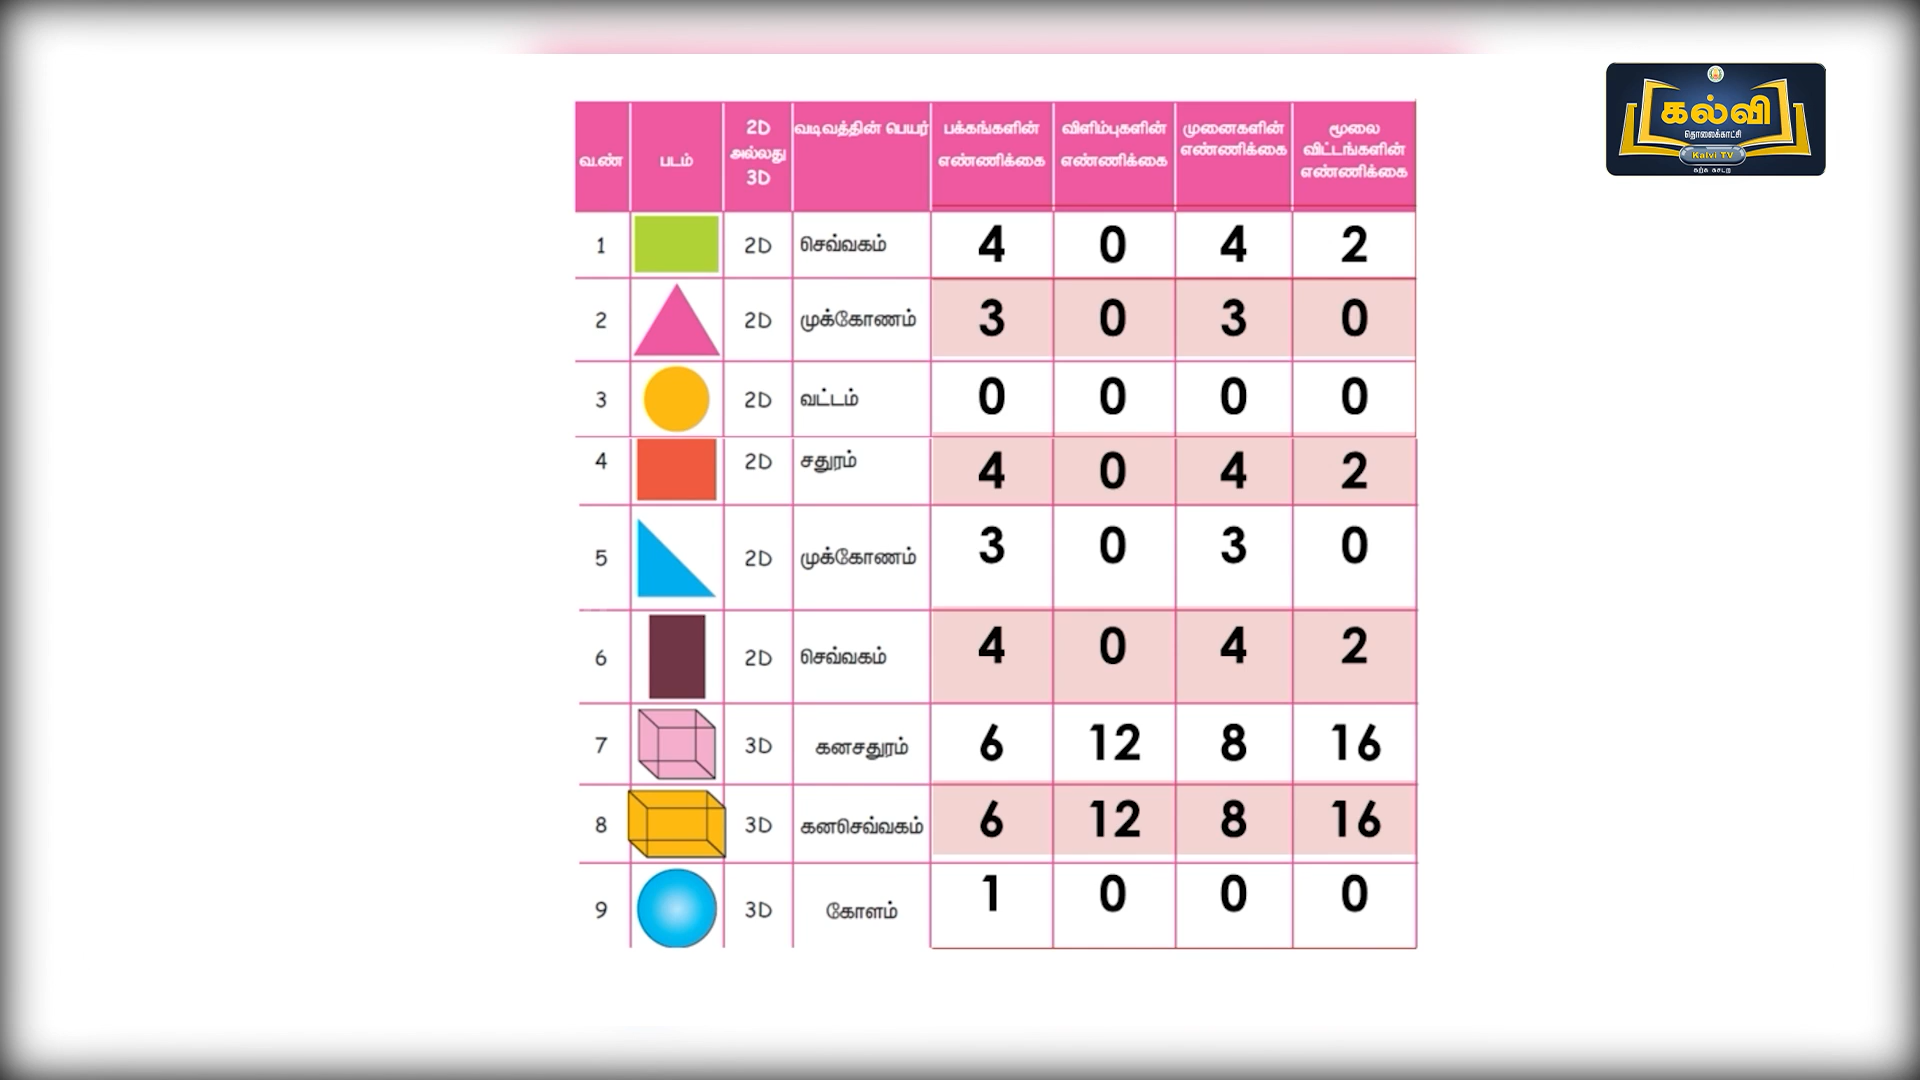 வ.ண் படம் 2D அல்லது 3D வடிவத்தின் பெயர் பக்கங்களின் எண்ணிக்கை விளிம்புகளின் எண்ணிக்கை முனைகளின் எண்ணிக்கை மூலை விட்டங்களின் எண்ணிக்கை
1 2D செவ்வகம் 4 0 4 2
2 2D முக்கோணம் 3 0 3 0
3 2D வட்டம் 0 0 0 0
4 2D சதுரம் 4 0 4 2
5 2D முக்கோணம் 3 0 3 0
6 2D செவ்வகம் 4 0 4 2
7 3D கனசதுரம் 6 12 8 16
8 3D கனசெவ்வகம் 6 12 8 16
9 3D கோளம் 1 0 0 0
கல்வி
தொலைக்காட்சி
Kalvi TV
கற்க கசடற